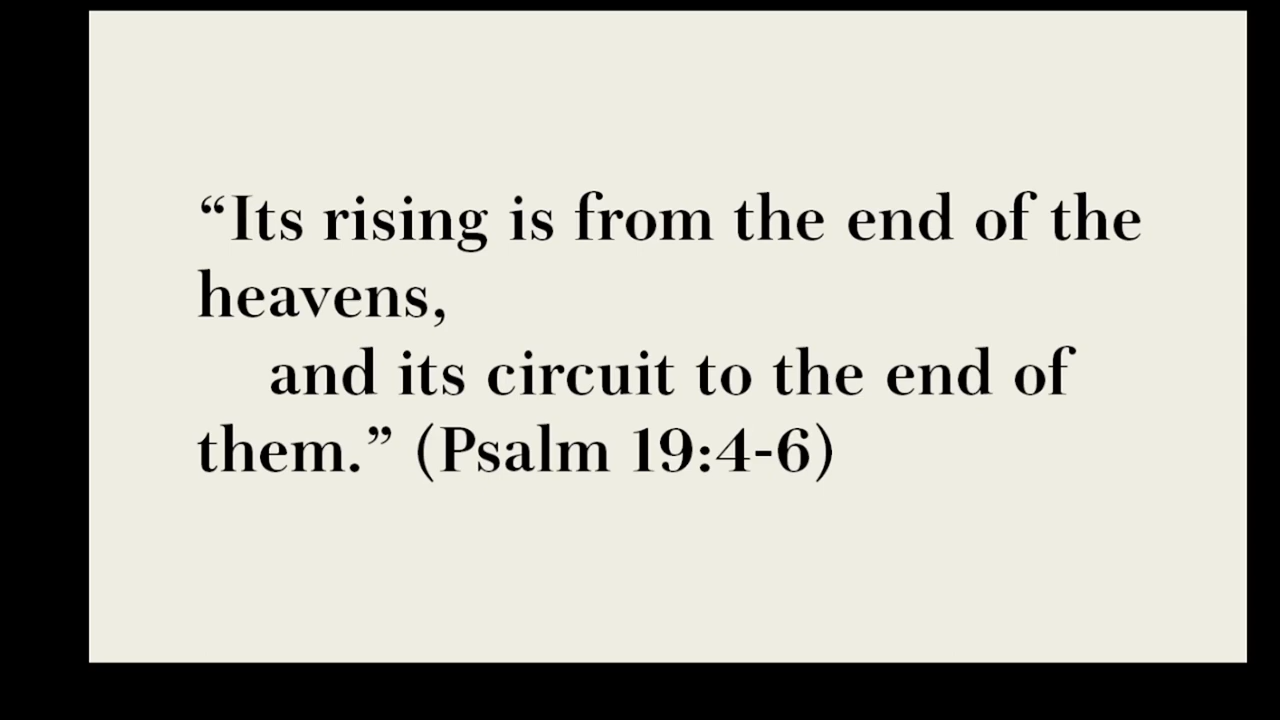 “Its rising is from the end of the
heavens,
and its circuit to the end of
them.” (Psalm 19:4-6)